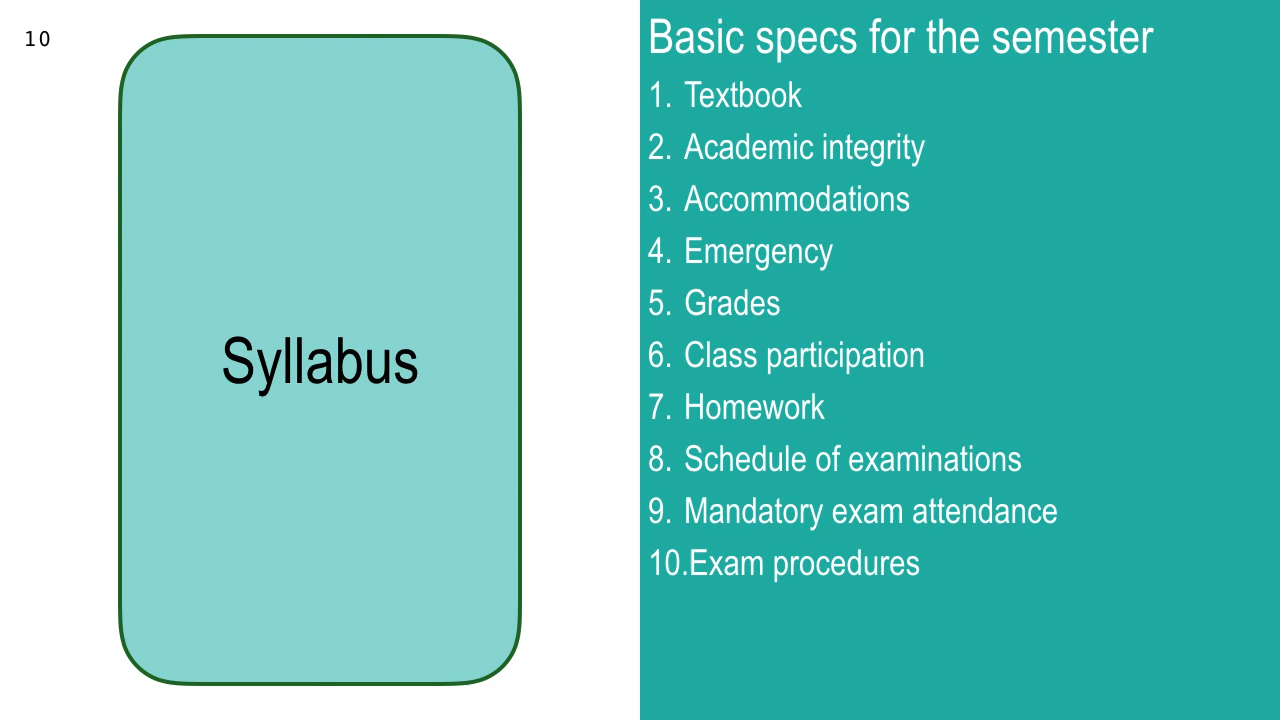 10
Syllabus
Basic specs for the semester
1. Textbook
2. Academic integrity
3. Accommodations
4. Emergency
5. Grades
6. Class participation
7. Homework
8. Schedule of examinations
9. Mandatory exam attendance
10.Exam procedures